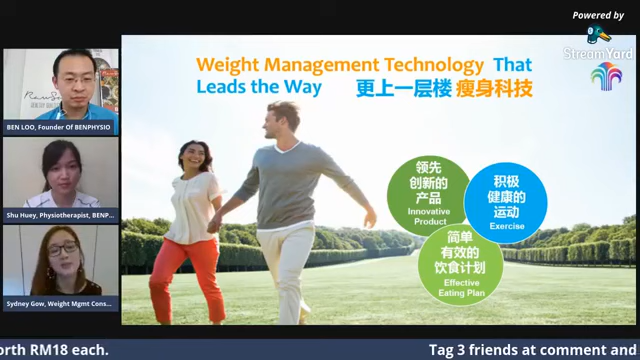 Powered by
StreamYard
Weight Management Technology That
Leads the Way 更上一层楼 瘦身科技
BEN LOO, Founder Of BENPHYSIO
Shu Huey, Physiotherapist, BENP...
Sydney Gow, Weight Mgmt Cons...
领先
创新的
产品
Innovative
Product
积极
健康的
运动
Exercise
简单
有效的
饮食计划
Effective
Eating Plan
orth RM18 each. Tag 3 friends at comment and